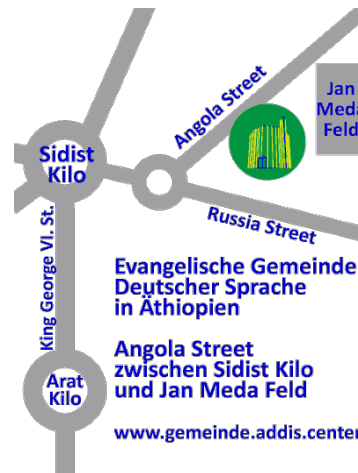 Angola Street
Jan
Meda
Feld
Sidist
Kilo
Russia Street
King George VI. St.
Evangelische Gemeinde
Deutscher Sprache
in Äthiopien
Arat
Kilo
Angola Street
zwischen Sidist Kilo
und Jan Meda Feld
www.gemeinde.addis.center